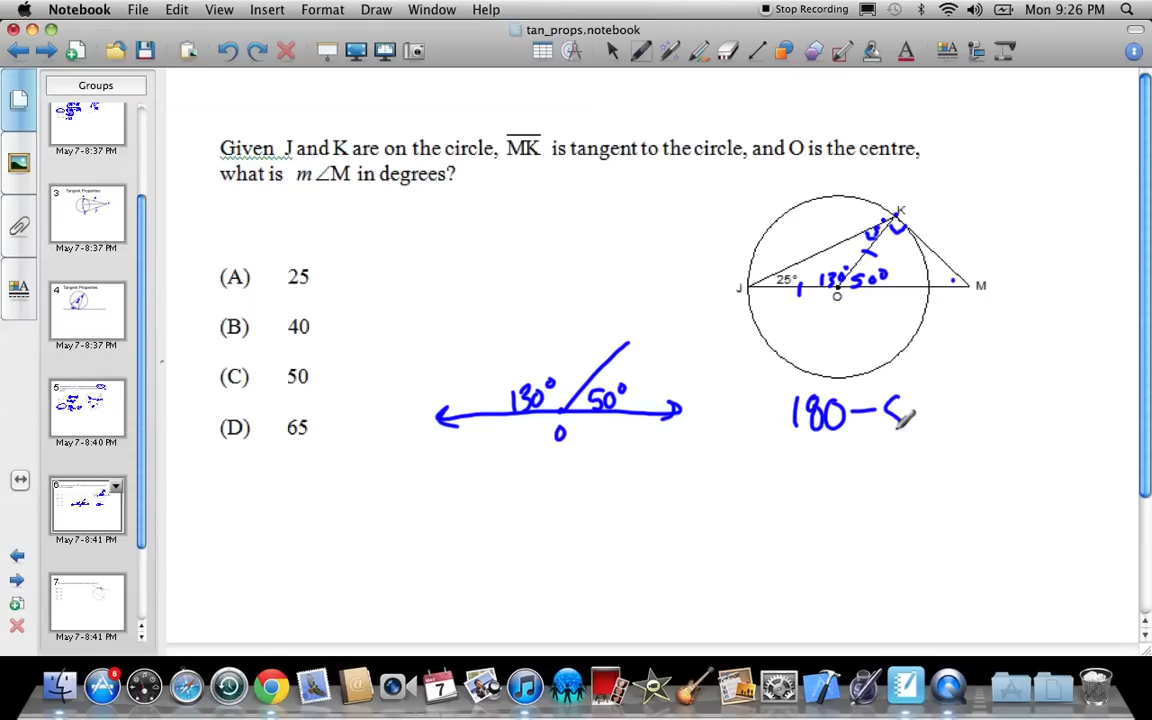 Notebook File Edit View Insert Format Draw Window Help Stop Recording Mon 9:26 PM
tan_props.notebook
Groups
May 7-8:37 PM
3 Tangent Properties
May 7-8:37 PM
4 Tangent Properties
May 7-8:37 PM
5
May 7-8:40 PM
6
May 7-8:41 PM
7
May 7-8:41 PM
Given J and K are on the circle, MK is tangent to the circle, and O is the centre,
what is m∠M in degrees?
(A) 25
(B) 40
(C) 50
(D) 65
K
25° 130° 50°
J O M
130° 50°
O
180 -
6
MAY 7